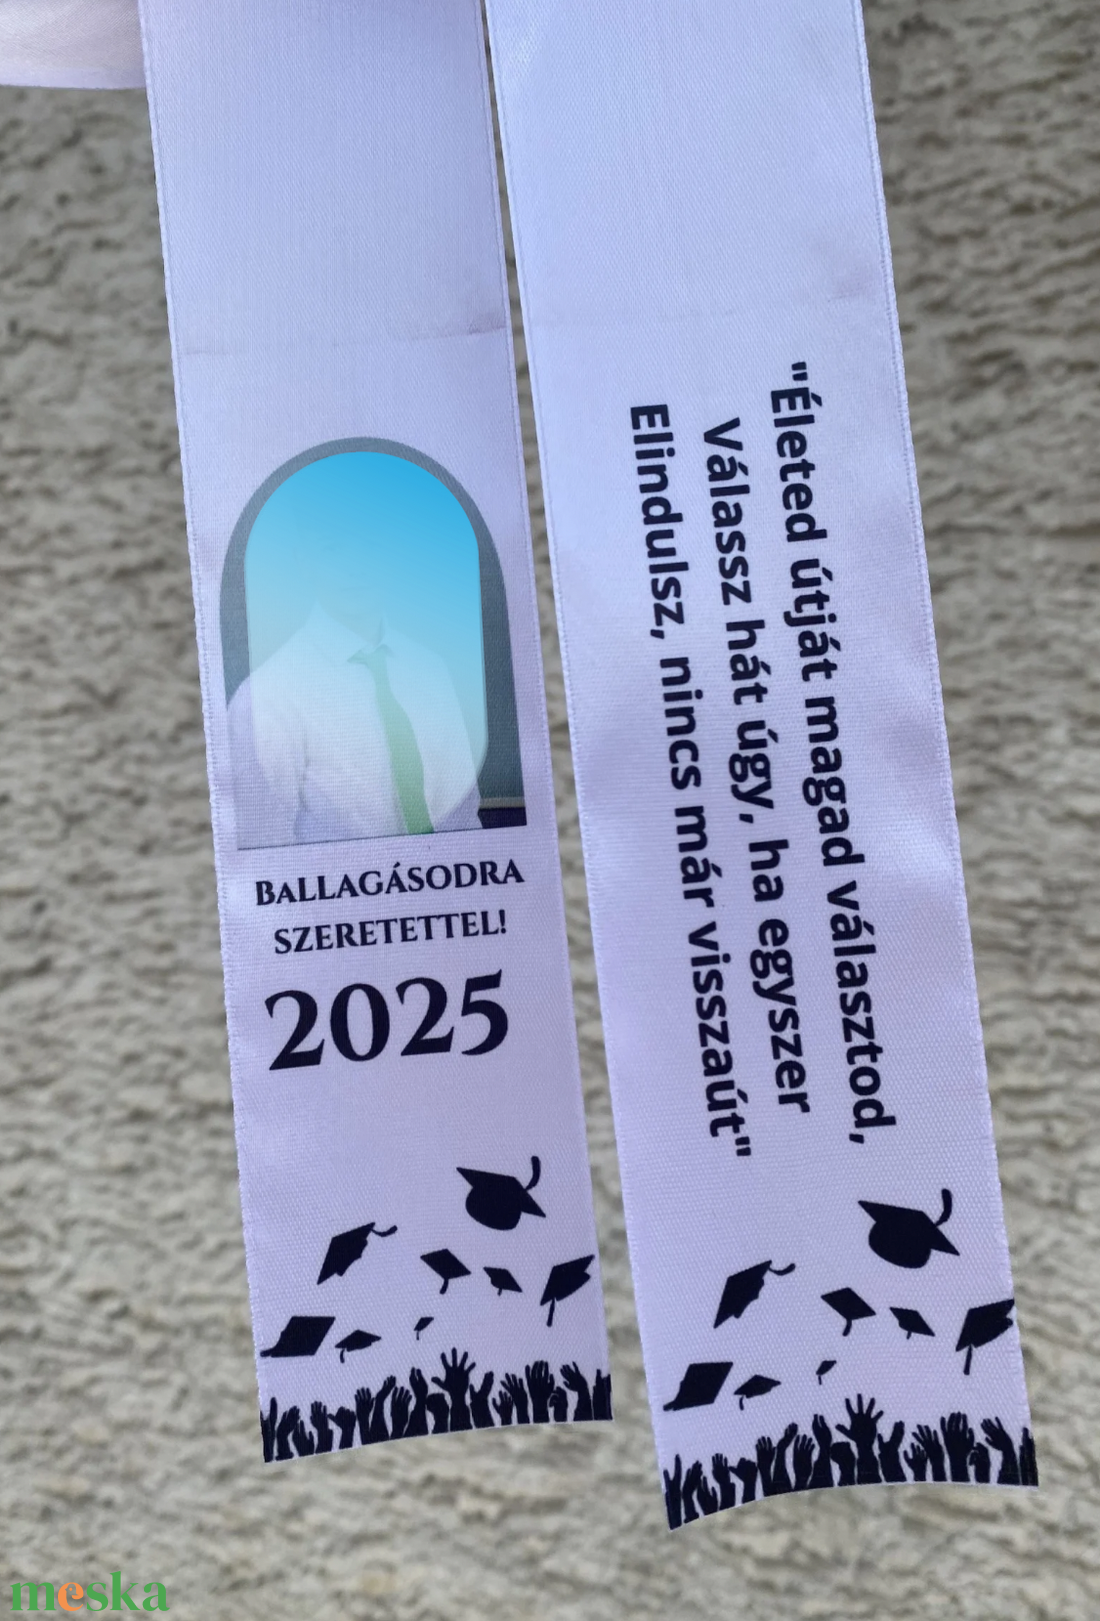 BALLAGÁSODRA
SZERETETTEL!
2025
"Életed útját magad választod,
Válassz hát úgy, ha egyszer
Elindulsz, nincs már visszaút"
meska